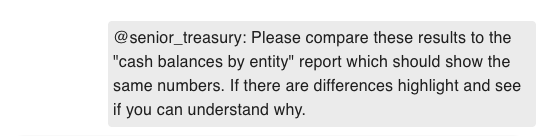 @senior_treasury: Please compare these results to the
"cash balances by entity" report which should show the
same numbers. If there are differences highlight and see
if you can understand why.